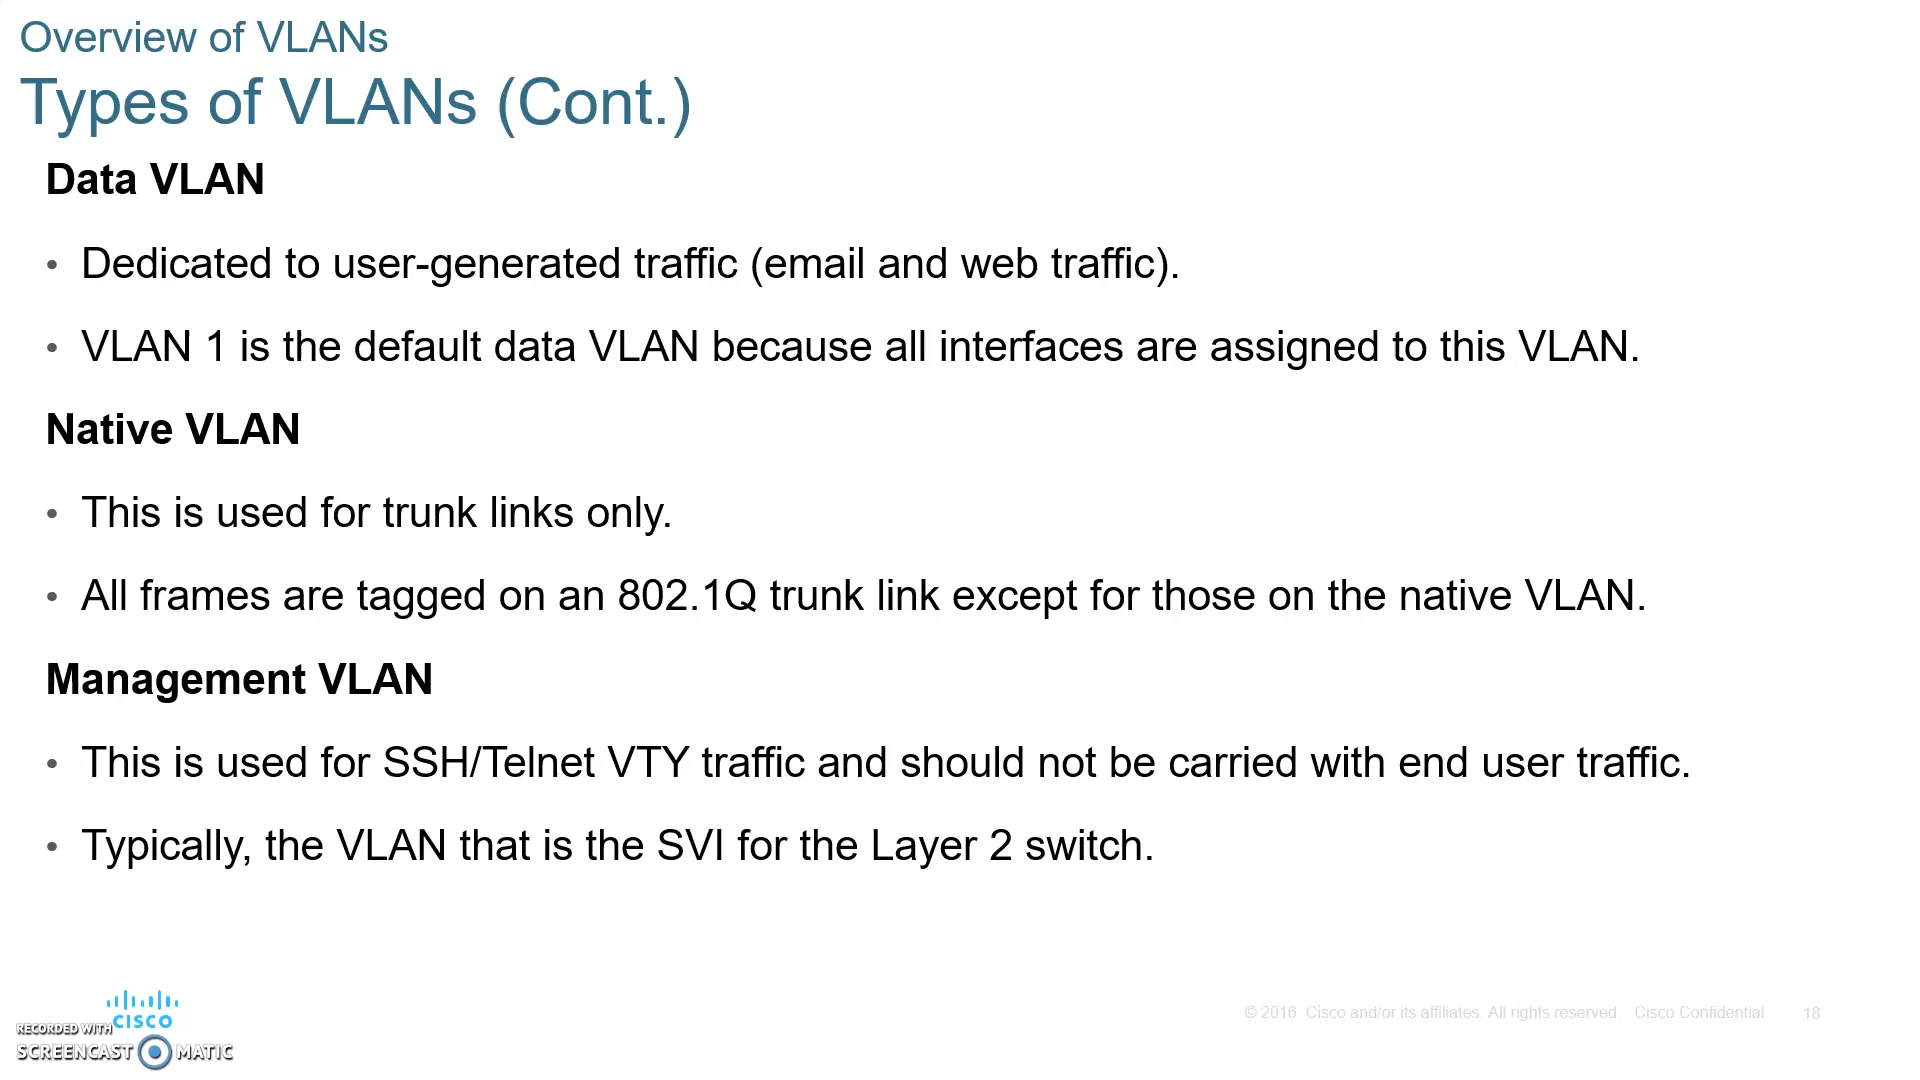 Overview of VLANs
Types of VLANs (Cont.)
Data VLAN
• Dedicated to user-generated traffic (email and web traffic).
• VLAN 1 is the default data VLAN because all interfaces are assigned to this VLAN.
Native VLAN
• This is used for trunk links only.
• All frames are tagged on an 802.1Q trunk link except for those on the native VLAN.
Management VLAN
• This is used for SSH/Telnet VTY traffic and should not be carried with end user traffic.
• Typically, the VLAN that is the SVI for the Layer 2 switch.
CISCO
RECORDED WITH
SCREENCAST MATIC
© 2016 Cisco and/or its affiliates. All rights reserved. Cisco Confidential 18